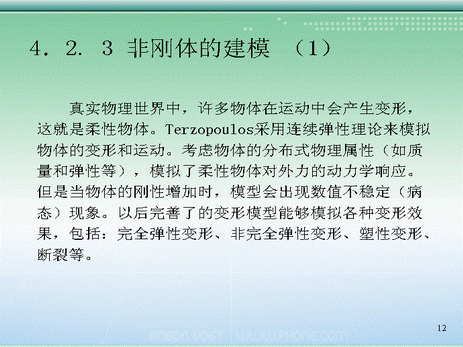 4. 2. 3 非刚体的建模 （1）
真实物理世界中，许多物体在运动中会产生变形，
这就是柔性物体。Terzopoulos采用连续弹性理论来模拟
物体的变形和运动。考虑物体的分布式物理属性（如质
量和弹性等），模拟了柔性物体对外力的动力学响应。
但是当物体的刚性增加时，模型会出现数值不稳定（病
态）现象。以后完善了的变形模型能够模拟各种变形效
果，包括：完全弹性变形、非完全弹性变形、塑性变形、
断裂等。
12